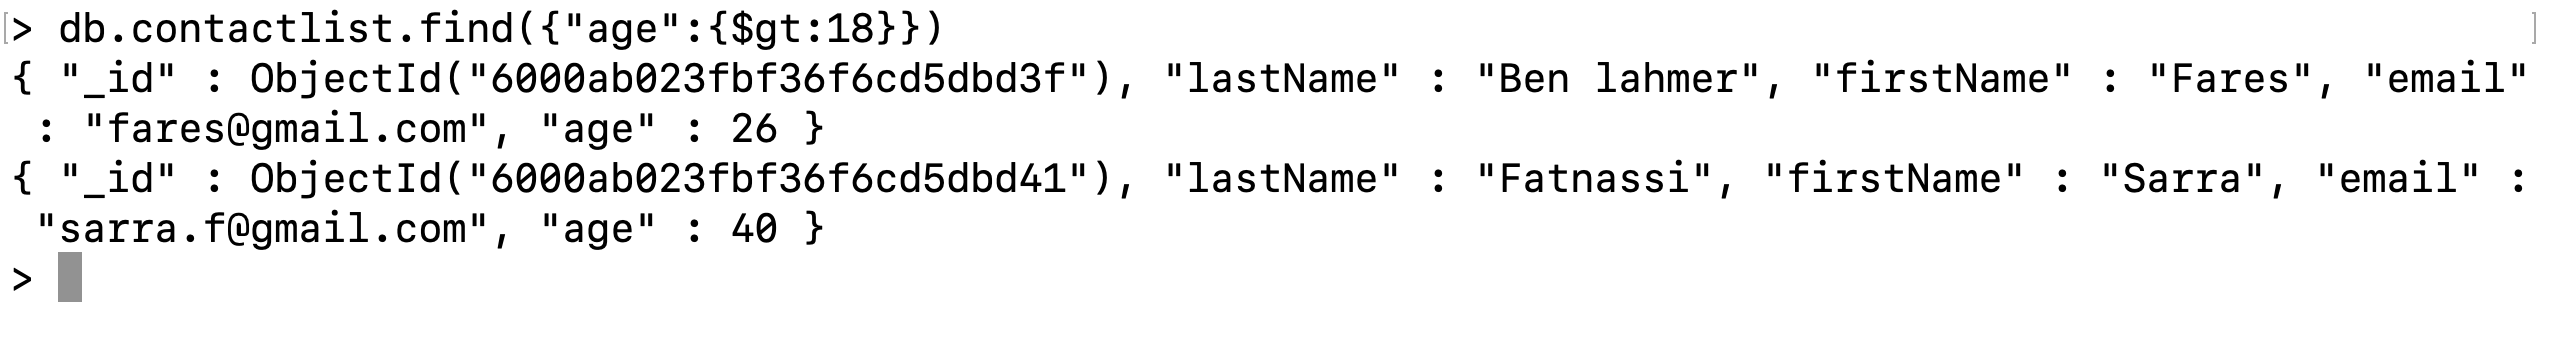 [> db.contactlist.find({"age":{$gt:18}}) ]
{ "_id" : ObjectId("6000ab023fbf36f6cd5dbd3f"), "lastName" : "Ben lahmer", "firstName" : "Fares", "email"
 : "fares@gmail.com", "age" : 26 }
{ "_id" : ObjectId("6000ab023fbf36f6cd5dbd41"), "lastName" : "Fatnassi", "firstName" : "Sarra", "email" :
 "sarra.f@gmail.com", "age" : 40 }
>